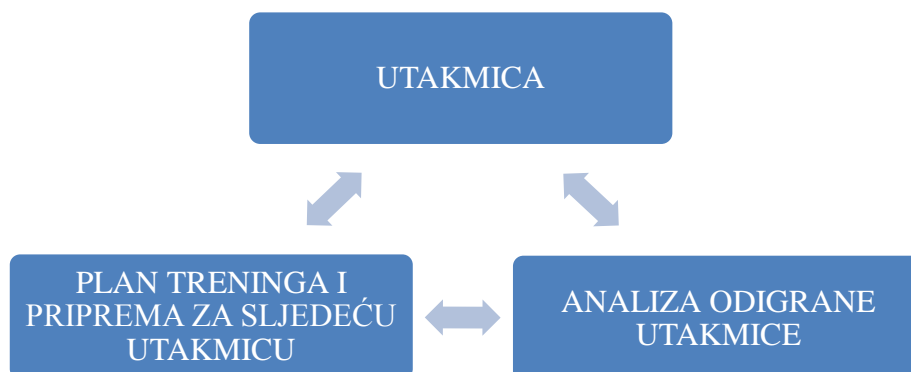 UTAKMICA
PLAN TRENINGA I
PRIPREMA ZA SLJEDEĆU
UTAKMICU
ANALIZA ODIGRANE
UTAKMICE